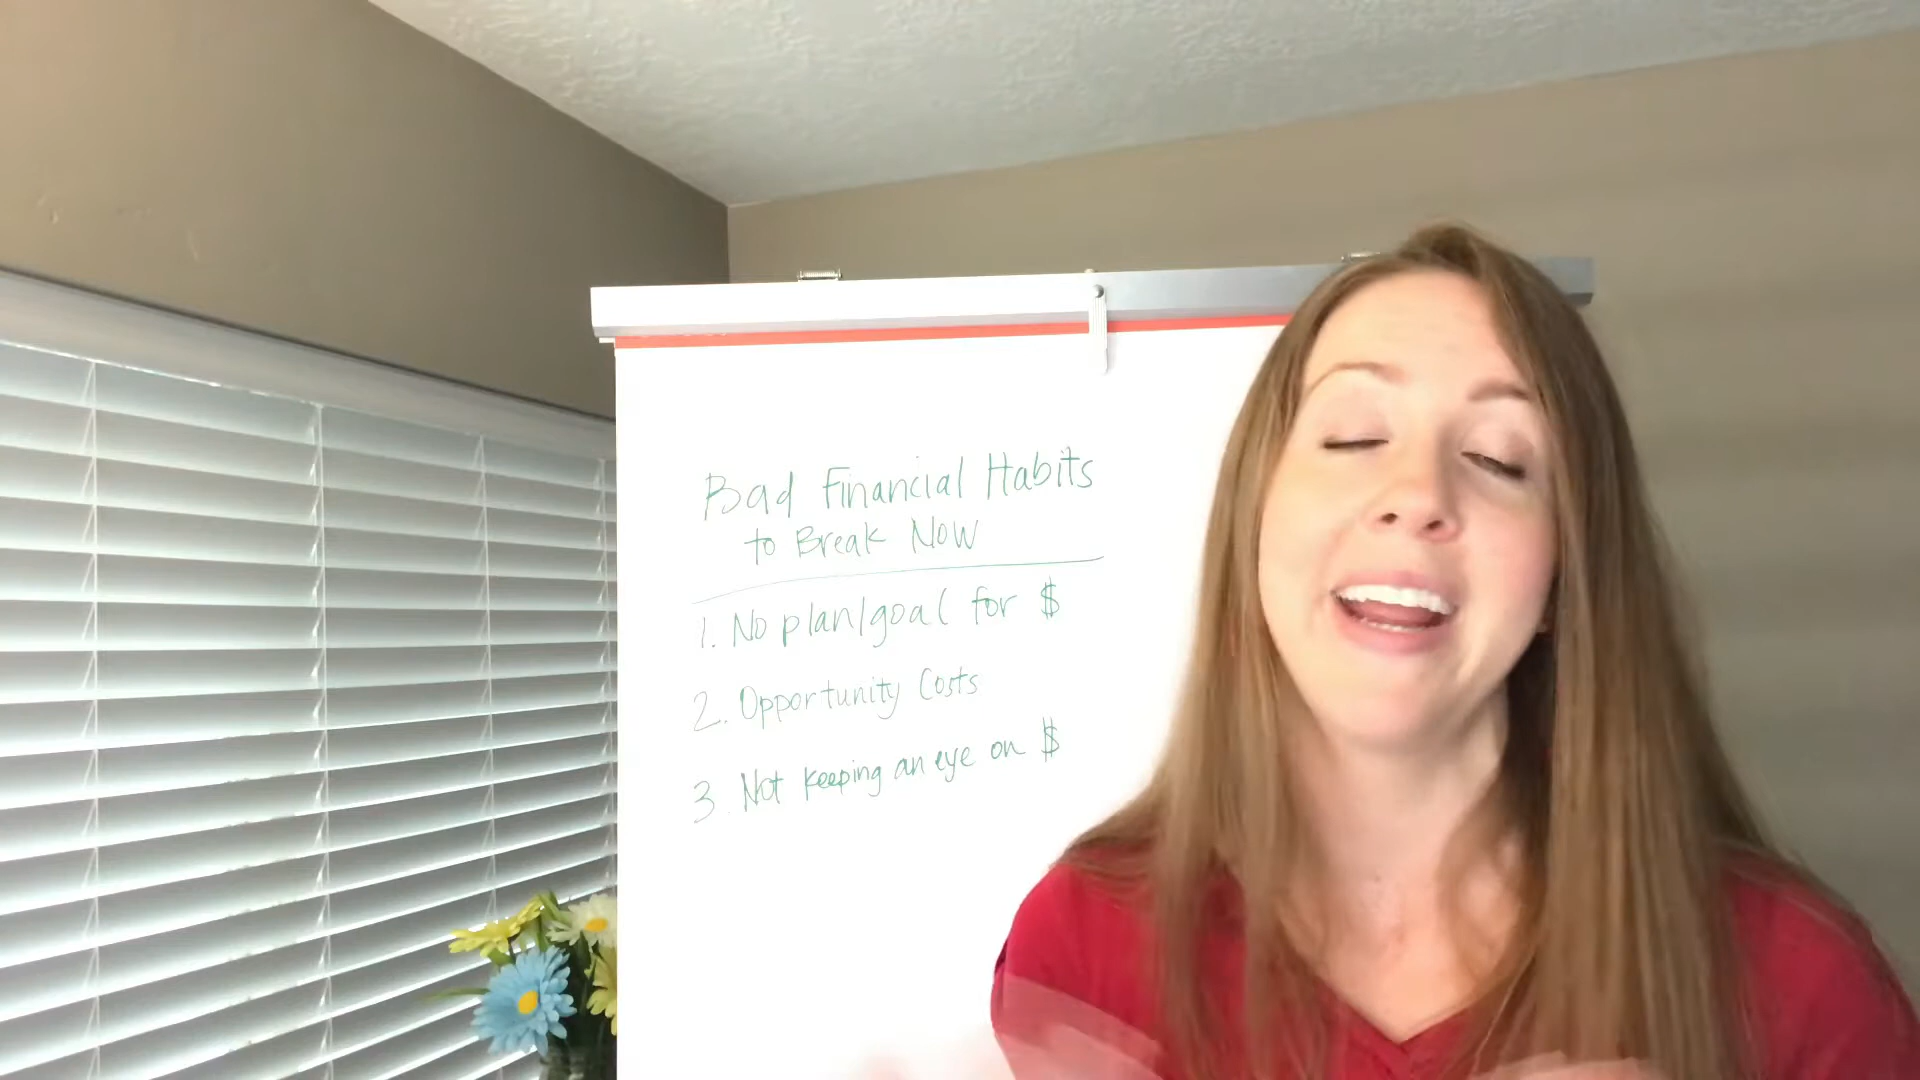 Bad Financial Habits
to Break Now
1. No plan/goal for $
2. Opportunity Costs
3. Not keeping an eye on $